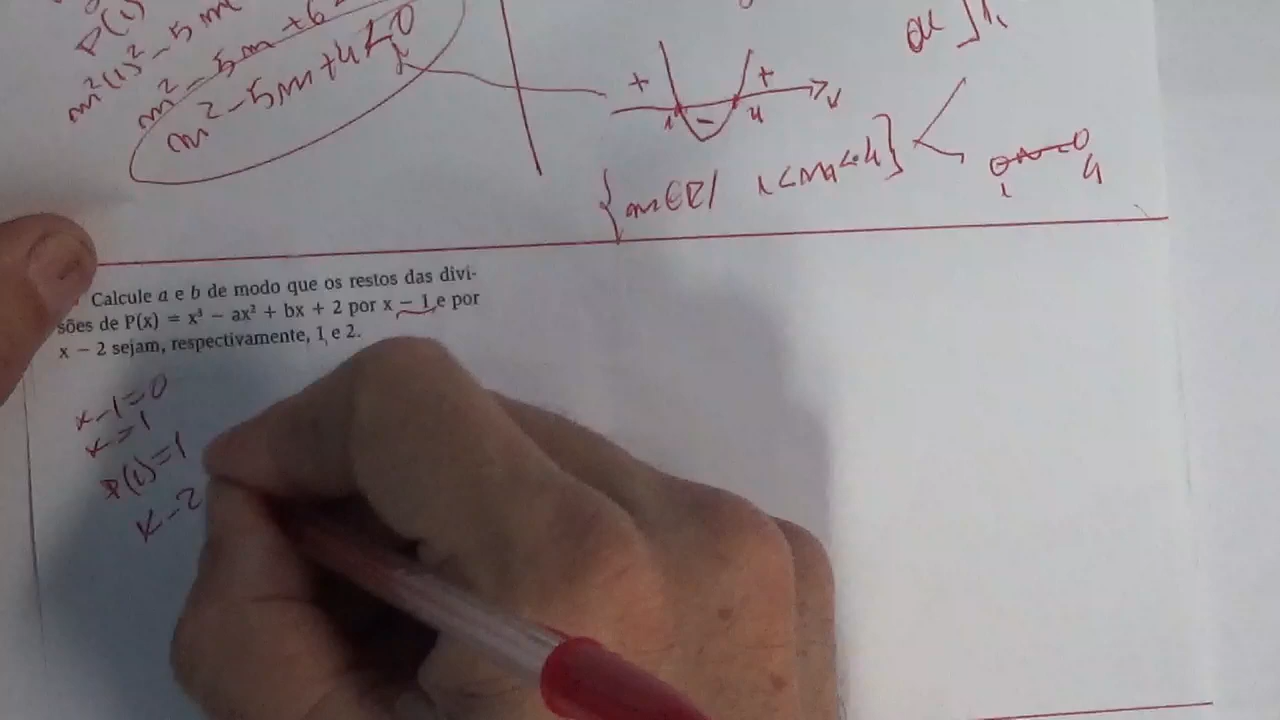 P(1)
m²(1)² - 5m
m² - 5m + 6
m² - 5m + 4 < 0
+ - +
1 4
{m ∈ R / 1 < m < 4}
1 4
Calcule a e b de modo que os restos das divi-
sões de P(x) = x³ − ax² + bx + 2 por x − 1 e por
x − 2 sejam, respectivamente, 1 e 2.
x-1=0
x=1
P(1)=1
x-2